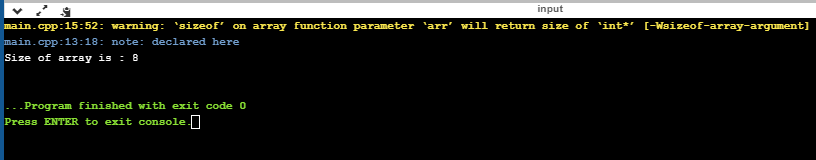 input
main.cpp:15:52: warning: ‘sizeof’ on array function parameter ‘arr’ will return size of ‘int*’ [-Wsizeof-array-argument]
main.cpp:13:18: note: declared here
Size of array is : 8
...Program finished with exit code 0
Press ENTER to exit console.